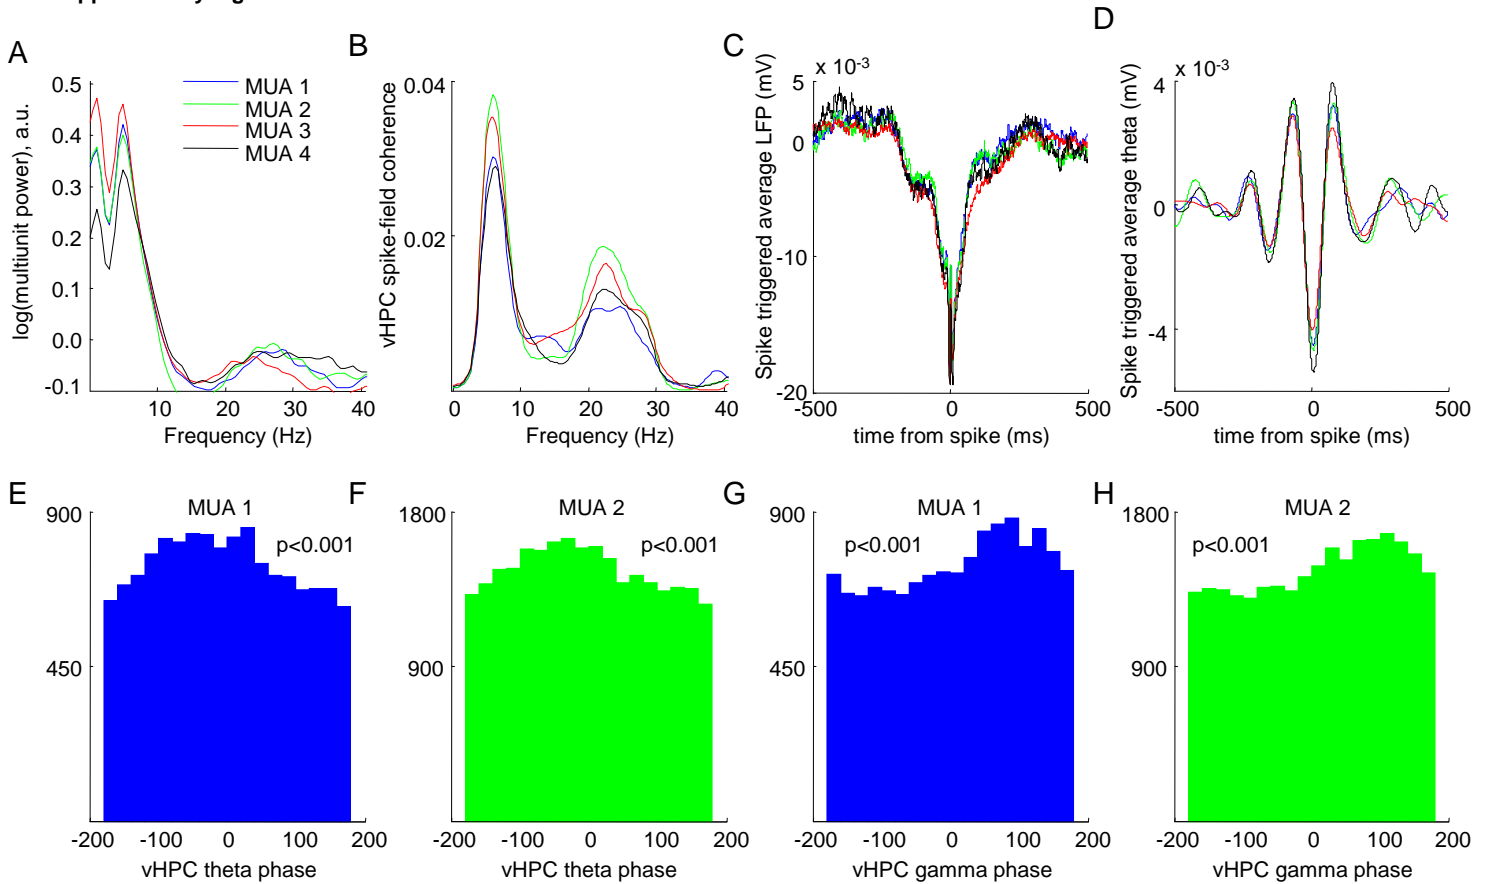 A
B
C
D
log(multiunit power), a.u.
0.5
0.4
0.3
0.2
0.1
0.0
-0.1
10
20
30
40
Frequency (Hz)
MUA 1
MUA 2
MUA 3
MUA 4
vHPC spike-field coherence
0.04
0.02
0
10
20
30
40
Frequency (Hz)
Spike triggered average LFP (mV)
x 10-3
5
0
-10
-20
-500
0
500
time from spike (ms)
Spike triggered average theta (mV)
x 10-3
4
0
-4
-500
0
500
time from spike (ms)
E
MUA 1
p<0.001
900
450
-200
-100
0
100
200
vHPC theta phase
F
MUA 2
p<0.001
1800
900
-200
-100
0
100
200
vHPC theta phase
G
MUA 1
p<0.001
900
450
-200
-100
0
100
200
vHPC gamma phase
H
MUA 2
p<0.001
1800
900
-200
-100
0
100
200
vHPC gamma phase